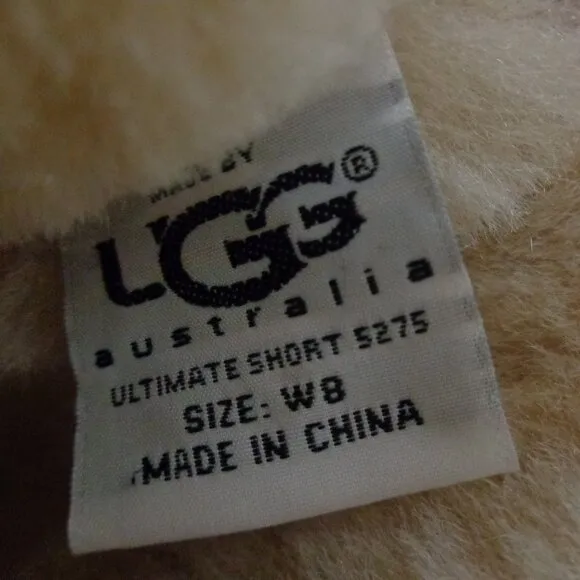 MADE BY
UGG®
australia
ULTIMATE SHORT 5275
SIZE: W8
MADE IN CHINA